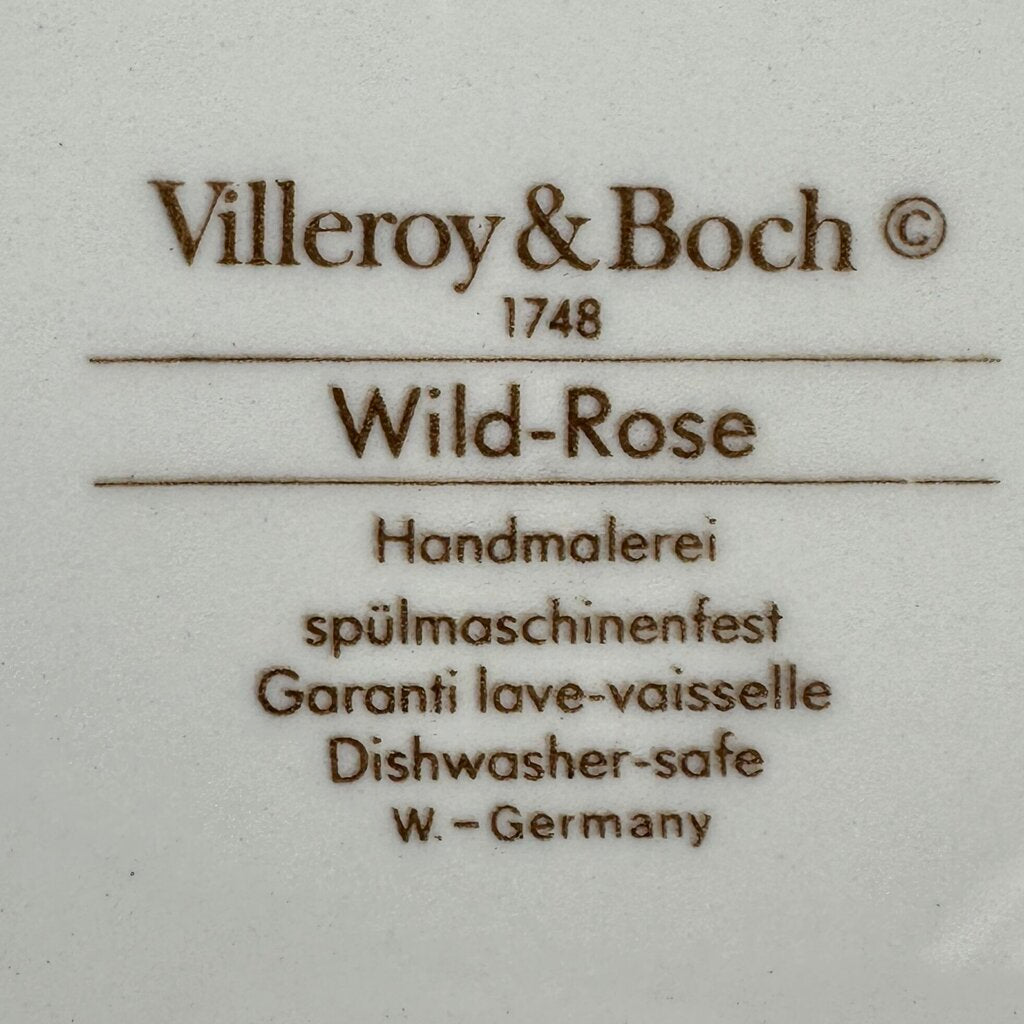 Villeroy & Boch ©
1748
Wild-Rose
Handmalerei
spülmaschinenfest
Garanti lave-vaisselle
Dishwasher-safe
W.-Germany